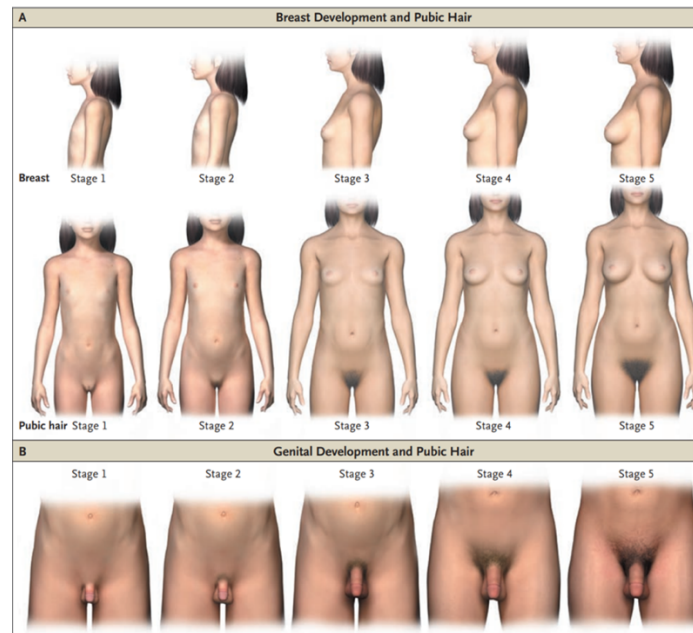 A Breast Development and Pubic Hair
Breast Stage 1 Stage 2 Stage 3 Stage 4 Stage 5
Pubic hair Stage 1 Stage 2 Stage 3 Stage 4 Stage 5
B Genital Development and Pubic Hair
Stage 1 Stage 2 Stage 3 Stage 4 Stage 5